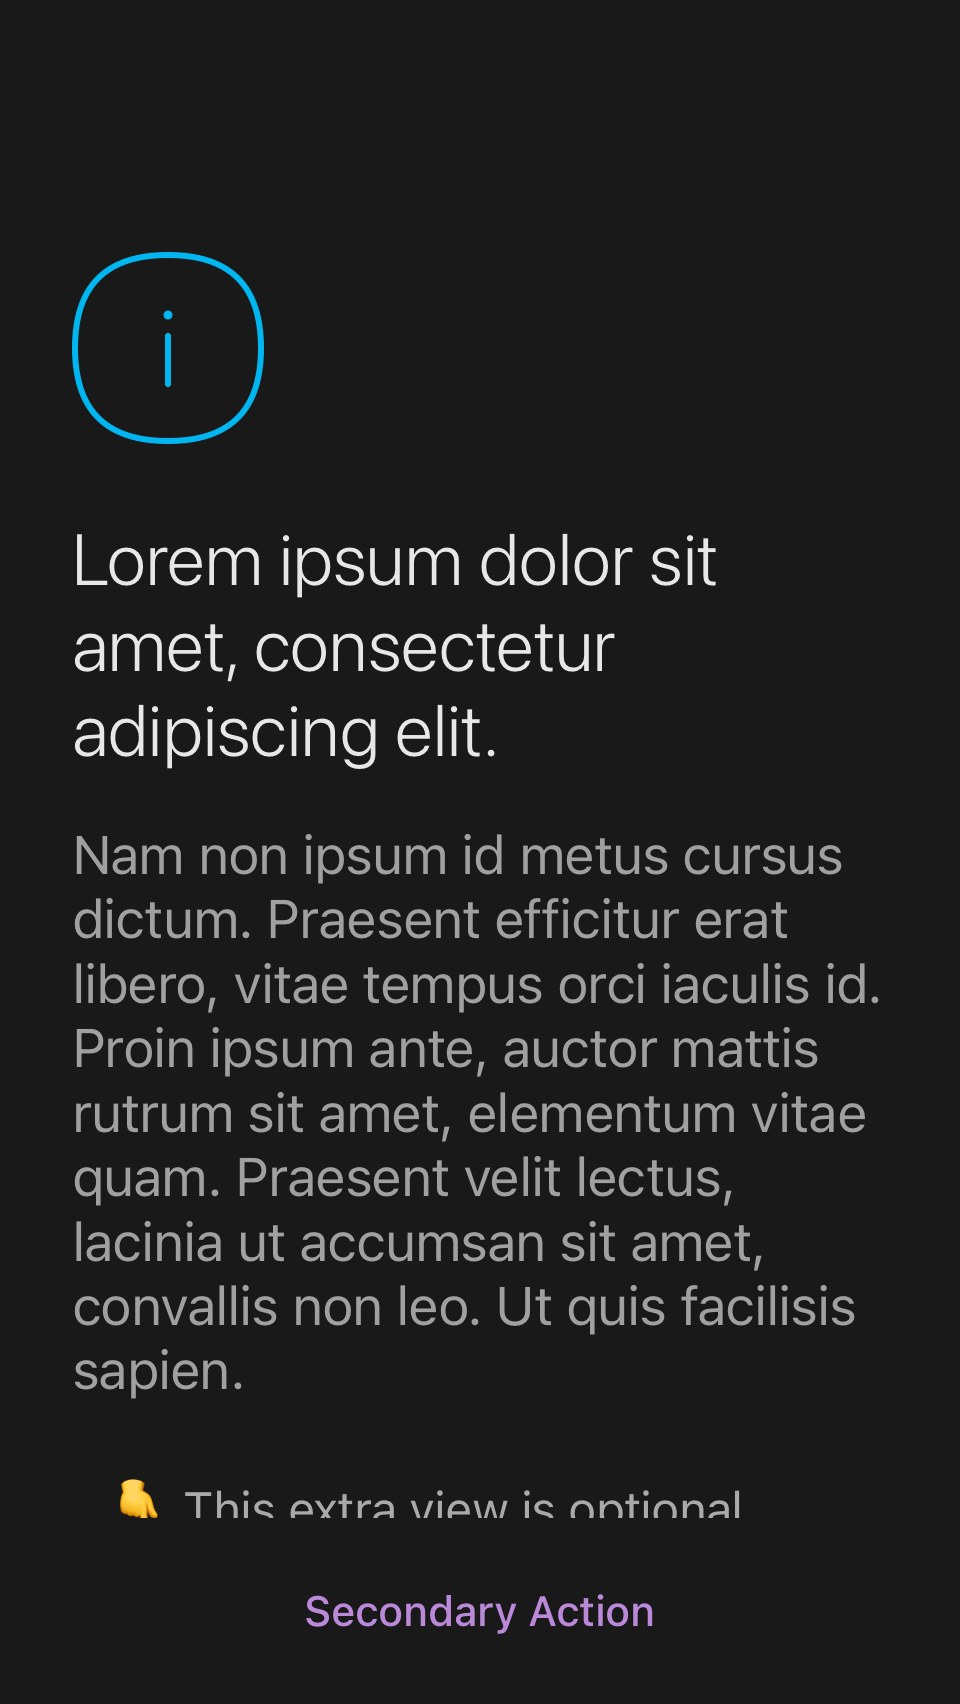 Lorem ipsum dolor sit
amet, consectetur
adipiscing elit.
Nam non ipsum id metus cursus
dictum. Praesent efficitur erat
libero, vitae tempus orci iaculis id.
Proin ipsum ante, auctor mattis
rutrum sit amet, elementum vitae
quam. Praesent velit lectus,
lacinia ut accumsan sit amet,
convallis non leo. Ut quis facilisis
sapien.
👇 This extra view is optional
Secondary Action